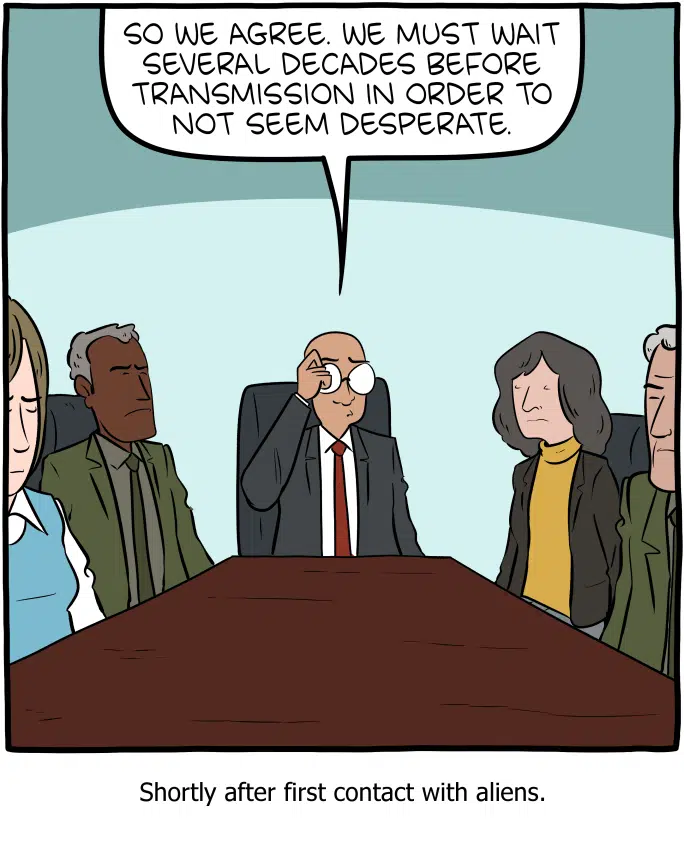 SO WE AGREE. WE MUST WAIT
SEVERAL DECADES BEFORE
TRANSMISSION IN ORDER TO
NOT SEEM DESPERATE.
Shortly after first contact with aliens.